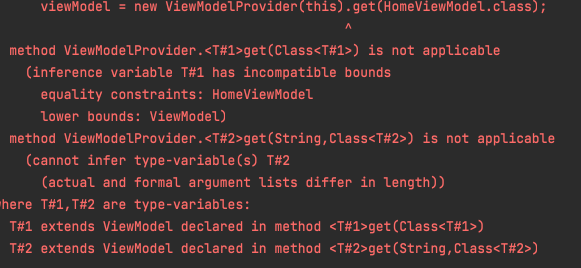 viewModel = new ViewModelProvider(this).get(HomeViewModel.class);
^
method ViewModelProvider.<T#1>get(Class<T#1>) is not applicable
(inference variable T#1 has incompatible bounds
equality constraints: HomeViewModel
lower bounds: ViewModel)
method ViewModelProvider.<T#2>get(String,Class<T#2>) is not applicable
(cannot infer type-variable(s) T#2
(actual and formal argument lists differ in length))
here T#1,T#2 are type-variables:
T#1 extends ViewModel declared in method <T#1>get(Class<T#1>)
T#2 extends ViewModel declared in method <T#2>get(String,Class<T#2>)